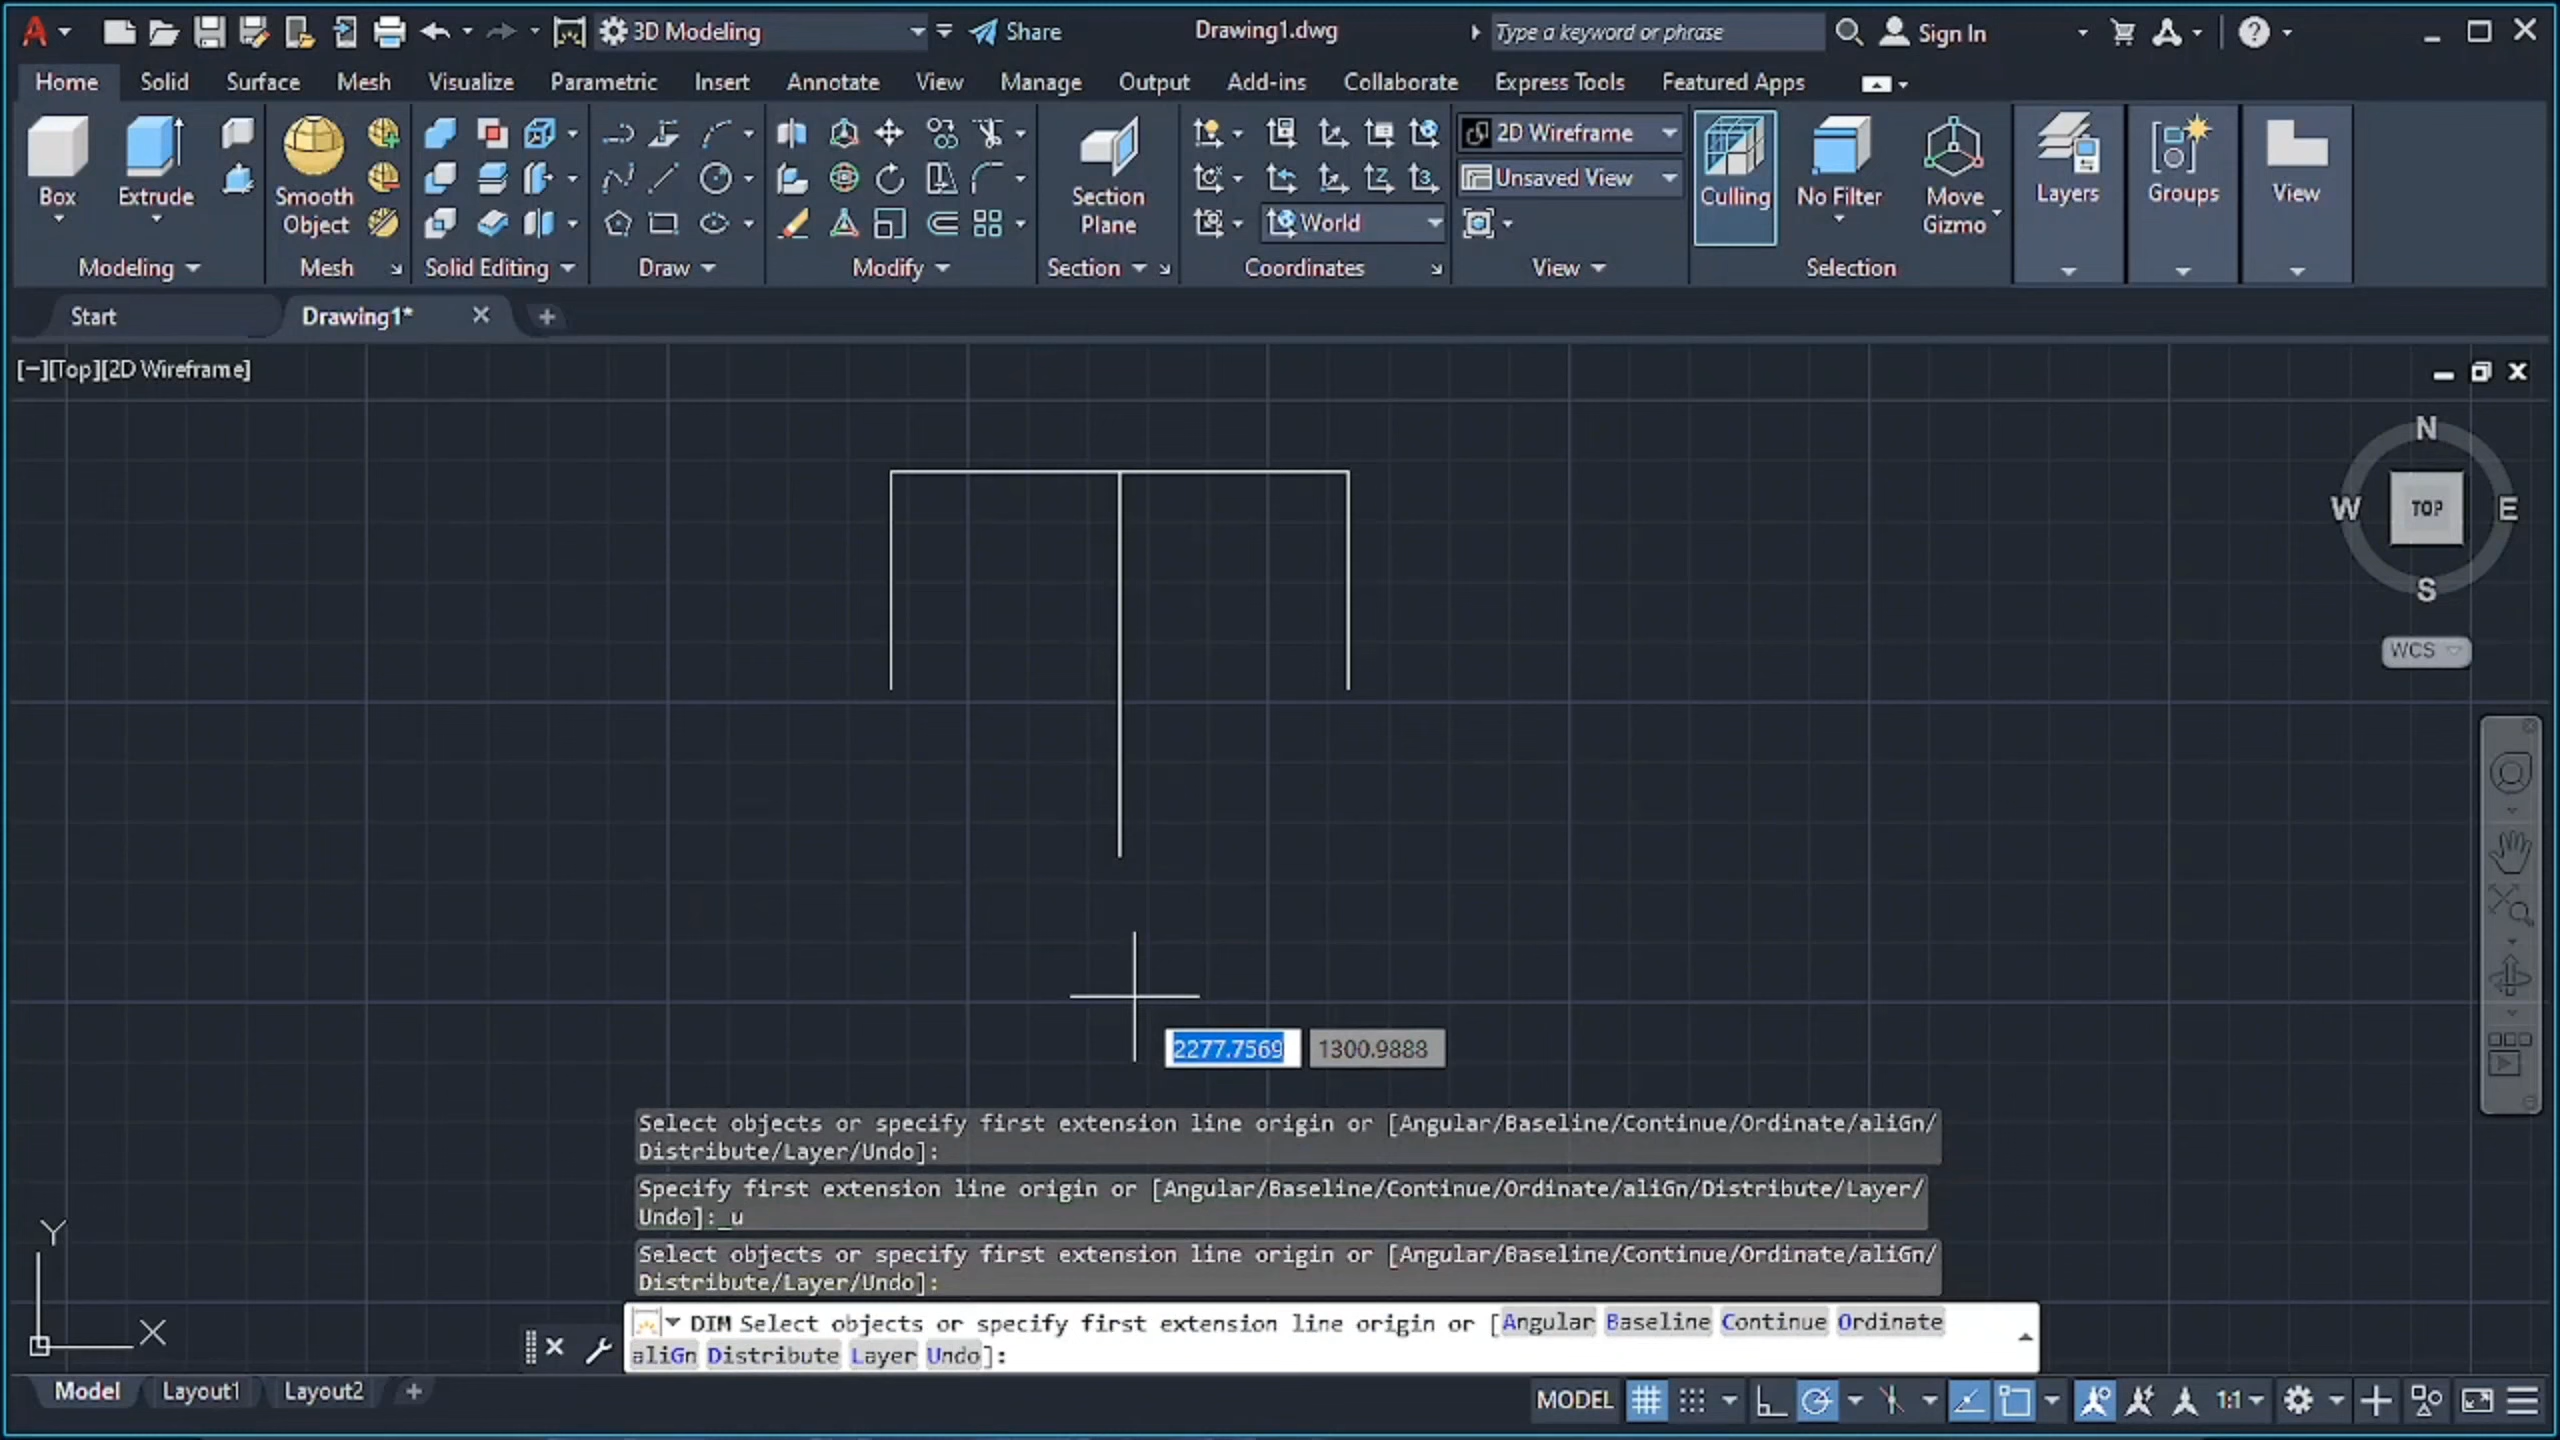 3D Modeling Share Drawing1.dwg Type a keyword or phrase Sign In
Home Solid Surface Mesh Visualize Parametric Insert Annotate View Manage Output Add-ins Collaborate Express Tools Featured Apps
2D Wireframe
Unsaved View
Box Extrude Smooth Object Section Plane World Culling No Filter Move Gizmo Layers Groups View
Modeling Mesh Solid Editing Draw Modify Section Coordinates View Selection
Start Drawing1*
[−][Top][2D Wireframe]
N
W TOP E
S
WCS
2277.7569 1300.9888
Select objects or specify first extension line origin or [Angular/Baseline/Continue/Ordinate/aliGn/
Distribute/Layer/Undo]:
Specify first extension line origin or [Angular/Baseline/Continue/Ordinate/aliGn/Distribute/Layer/
Undo]:_u
Select objects or specify first extension line origin or [Angular/Baseline/Continue/Ordinate/aliGn/
Distribute/Layer/Undo]:
DIM Select objects or specify first extension line origin or [Angular Baseline Continue Ordinate
aliGn Distribute Layer Undo]:
Y
X
Model Layout1 Layout2 MODEL 1:1